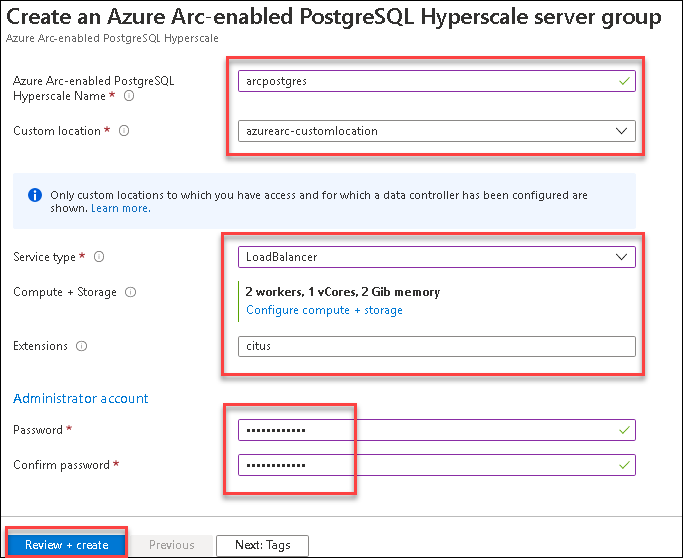 Create an Azure Arc-enabled PostgreSQL Hyperscale server group
Azure Arc-enabled PostgreSQL Hyperscale
Azure Arc-enabled PostgreSQL
Hyperscale Name *
arcpostgres
Custom location *
azurearc-customlocation
Only custom locations to which you have access and for which a data controller has been configured are
shown. Learn more.
Service type *
LoadBalancer
Compute + Storage
2 workers, 1 vCores, 2 Gib memory
Configure compute + storage
Extensions
citus
Administrator account
Password *
••••••••••••
Confirm password *
••••••••••••
Review + create
Previous
Next: Tags